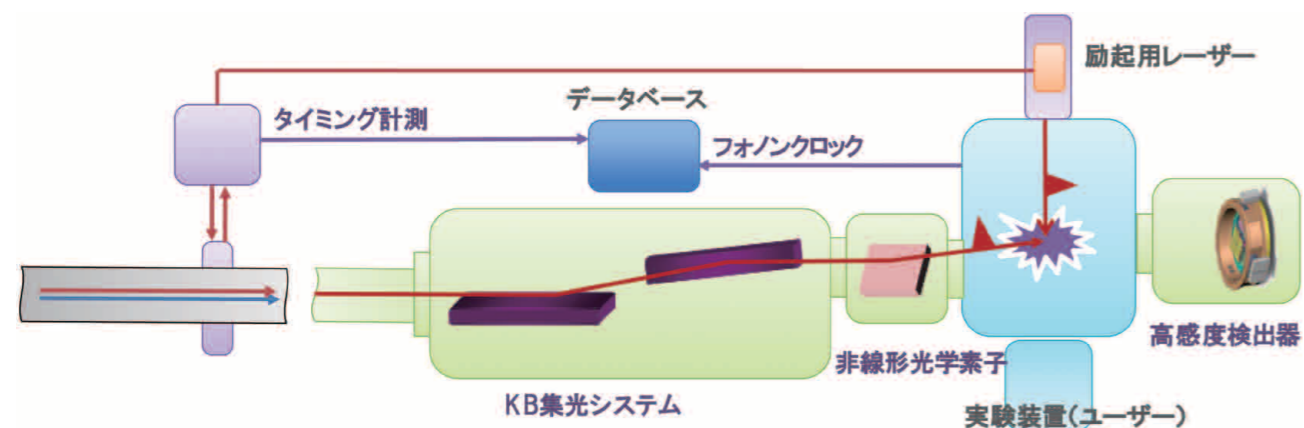 励起用レーザー
データベース
タイミング計測
フォノンクロック
高感度検出器
非線形光学素子
KB集光システム
実験装置(ユーザー)